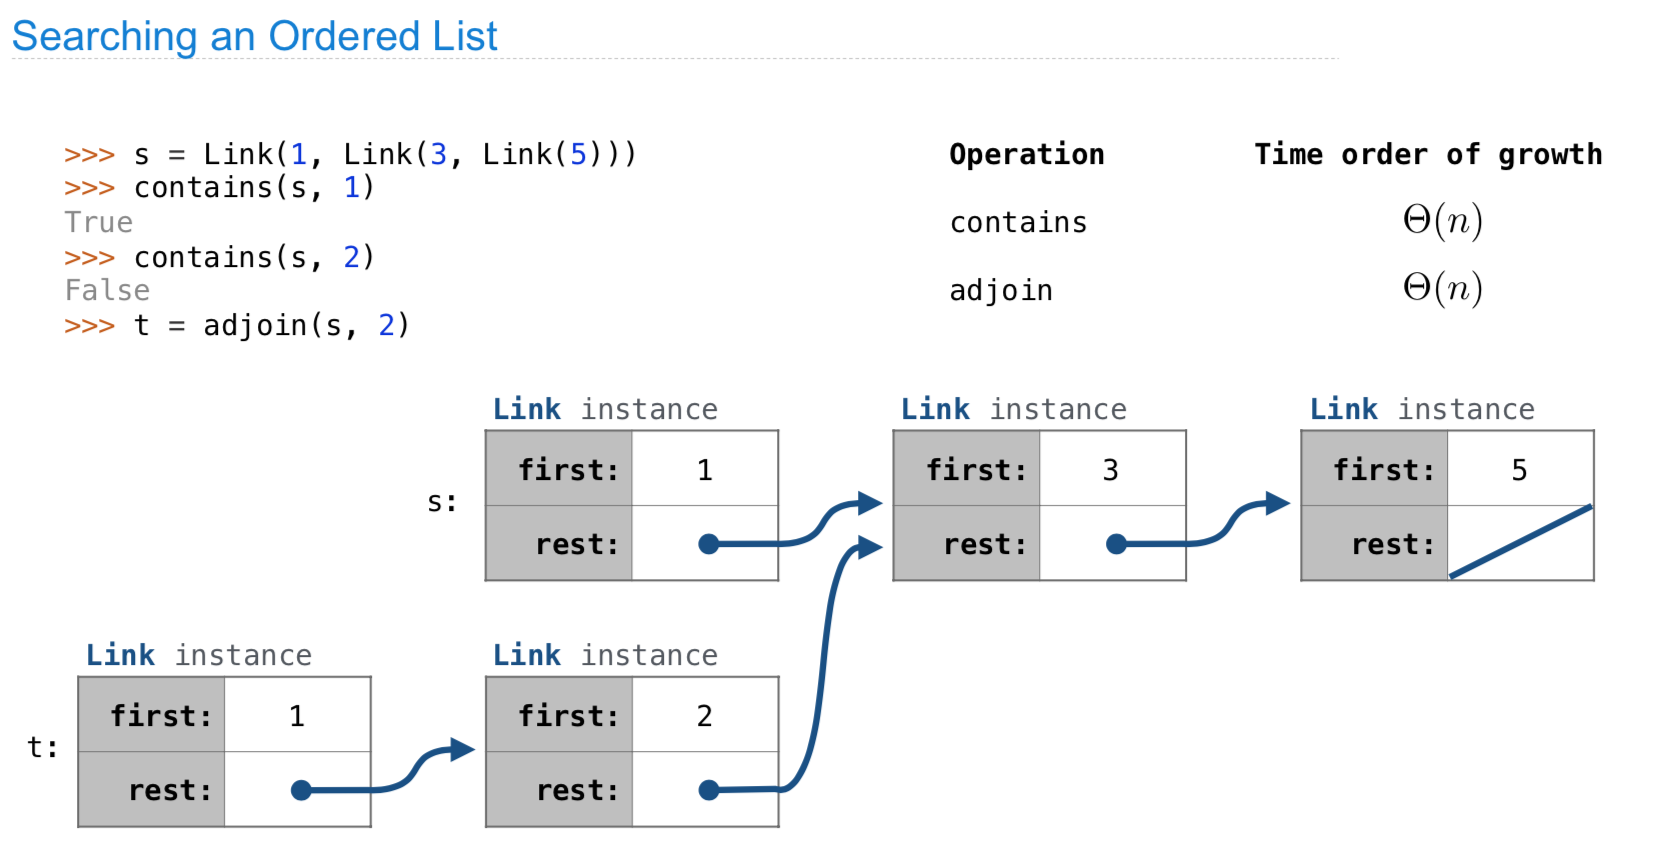 Searching an Ordered List
>>> s = Link(1, Link(3, Link(5)))
>>> contains(s, 1)
True
>>> contains(s, 2)
False
>>> t = adjoin(s, 2)
Operation Time order of growth
contains Θ(n)
adjoin Θ(n)
Link instance Link instance Link instance
s: first: 1 first: 3 first: 5
rest: rest: rest:
Link instance Link instance
t: first: 1 first: 2
rest: rest: